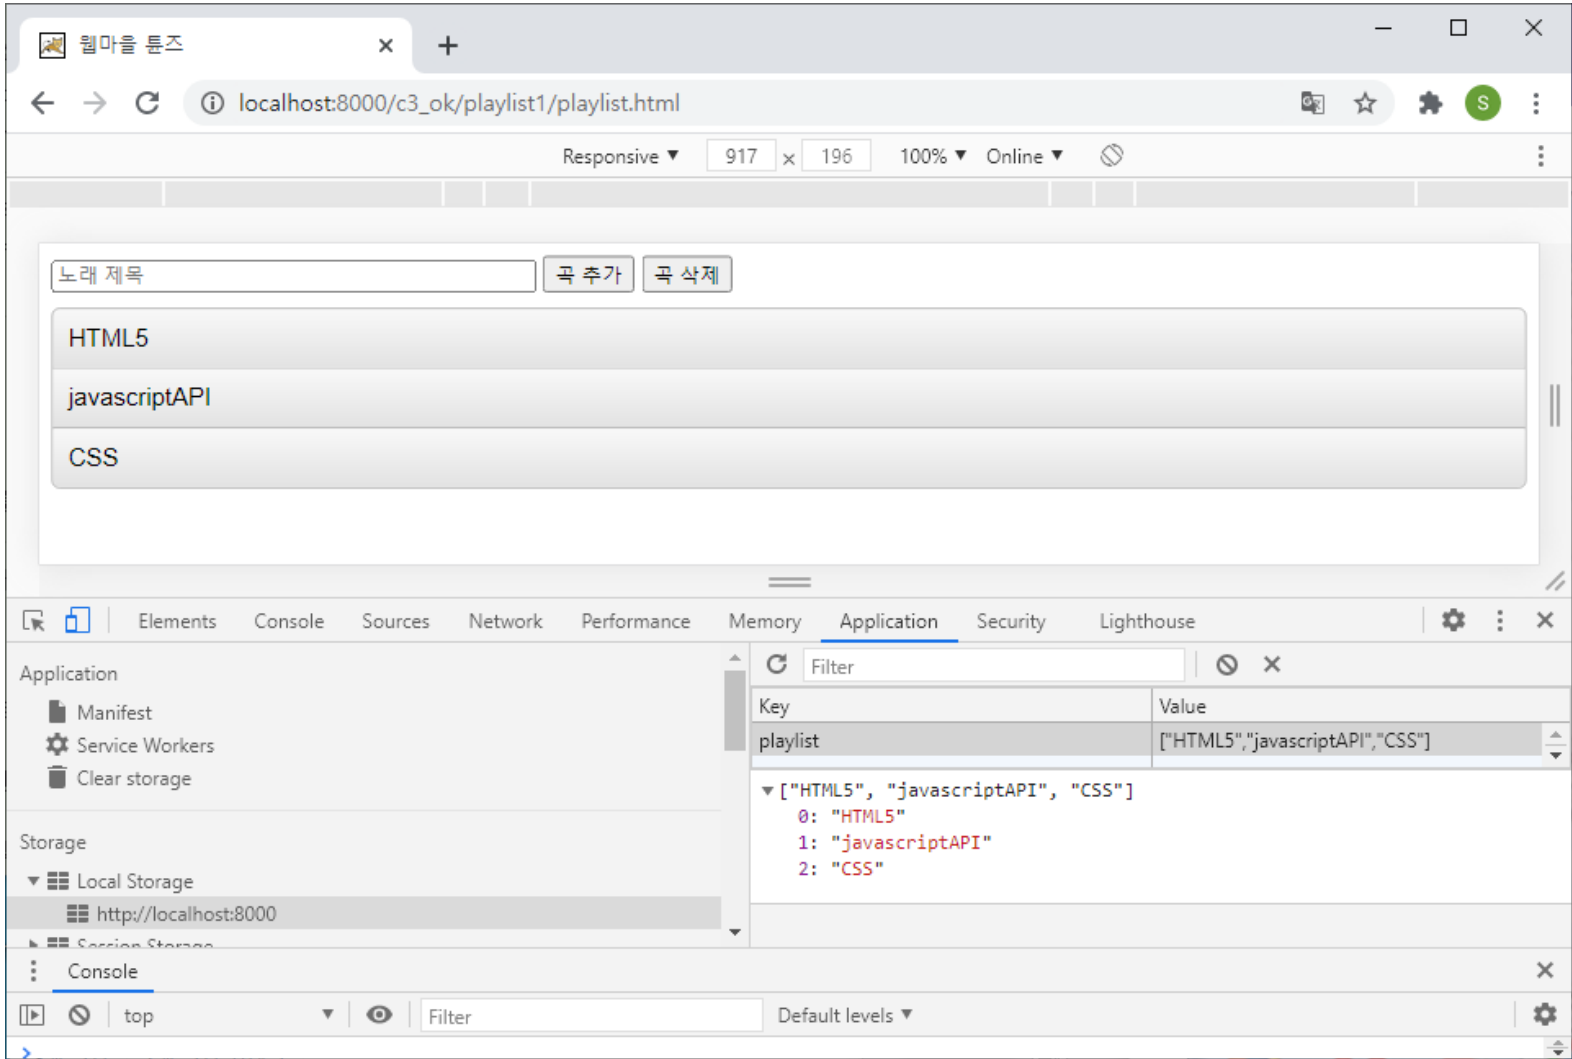 웹마을 튠즈
localhost:8000/c3_ok/playlist1/playlist.html
S
Responsive 917 x 196 100% Online
노래 제목 곡 추가 곡 삭제
HTML5
javascriptAPI
CSS
Elements Console Sources Network Performance Memory Application Security Lighthouse
Application
Manifest
Service Workers
Clear storage
Storage
Local Storage
http://localhost:8000
Session Storage
Filter
Key Value
playlist ["HTML5","javascriptAPI","CSS"]
["HTML5", "javascriptAPI", "CSS"]
0: "HTML5"
1: "javascriptAPI"
2: "CSS"
Console
top Filter Default levels